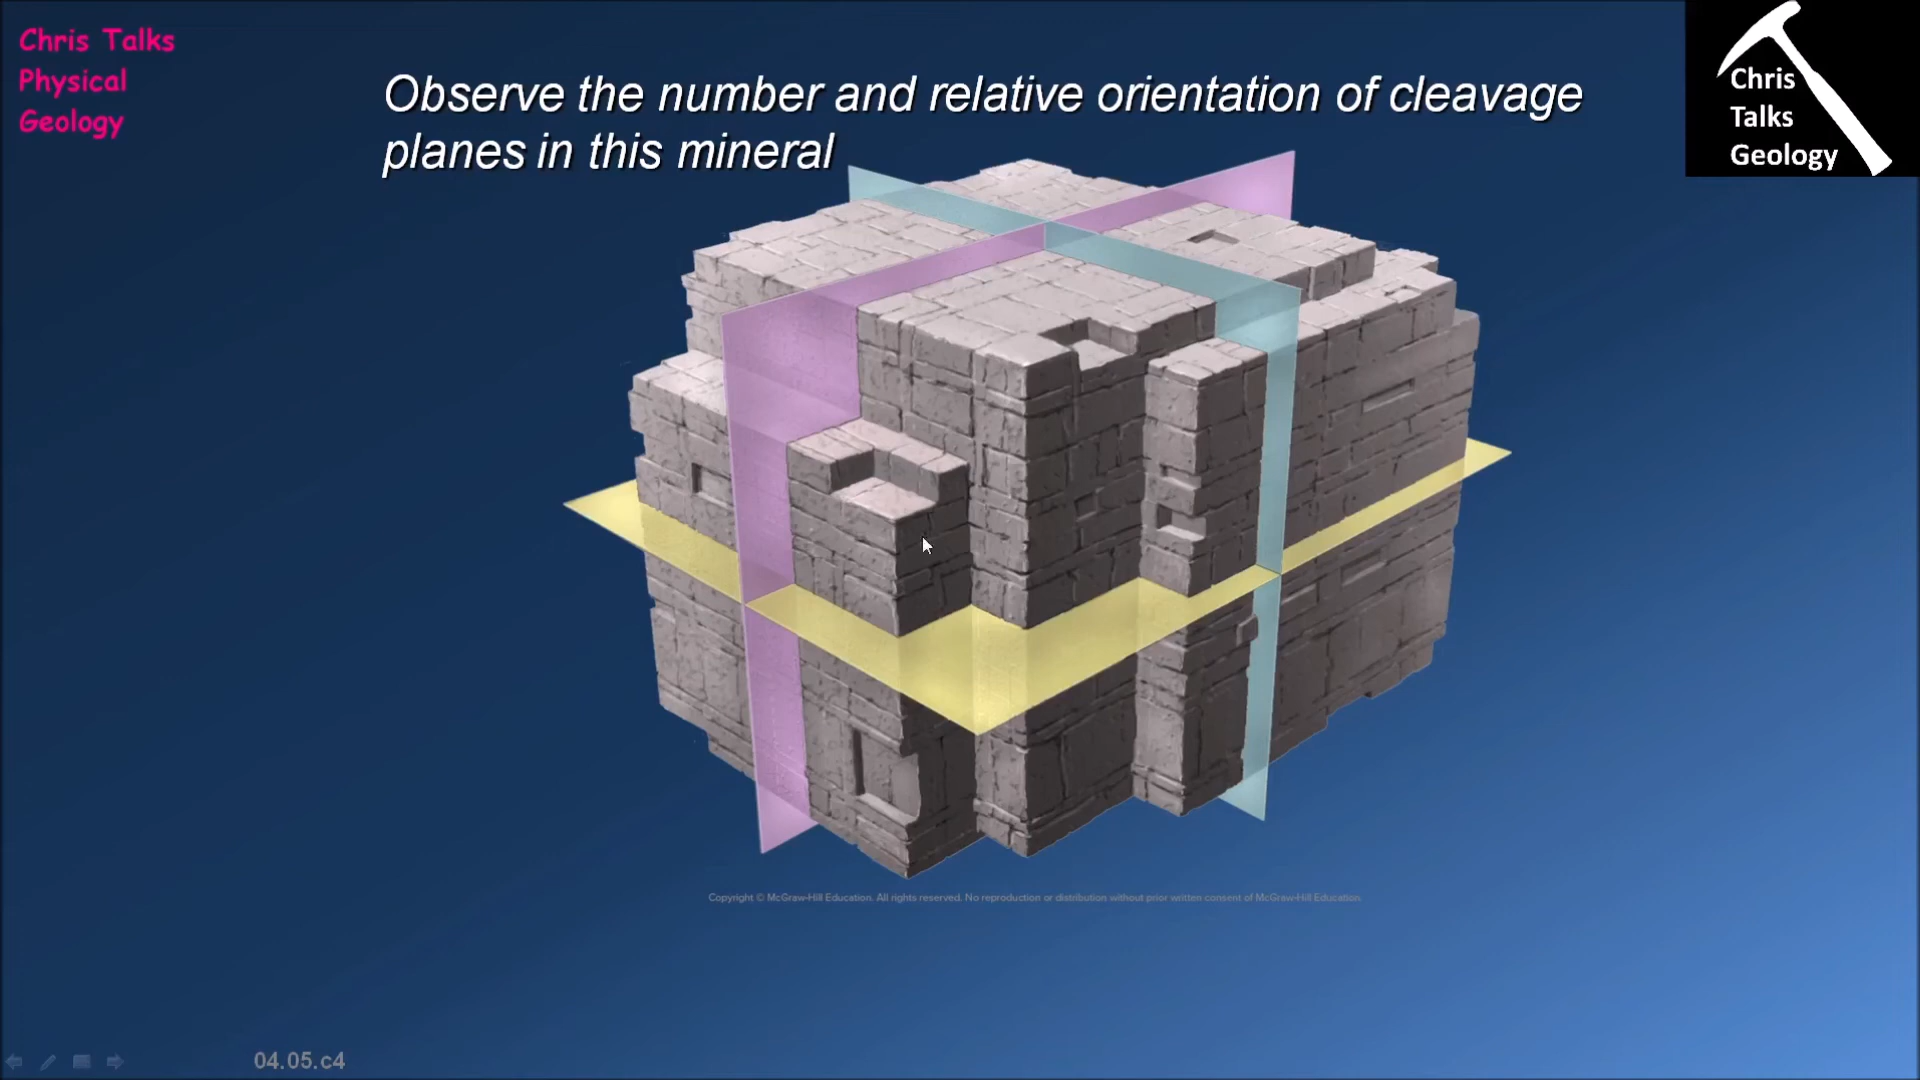 Chris Talks
Physical
Geology
Observe the number and relative orientation of cleavage
planes in this mineral
Chris
Talks
Geology
Copyright © McGraw-Hill Education. All rights reserved. No reproduction or distribution without prior written consent of McGraw-Hill Education.
04.05.c4